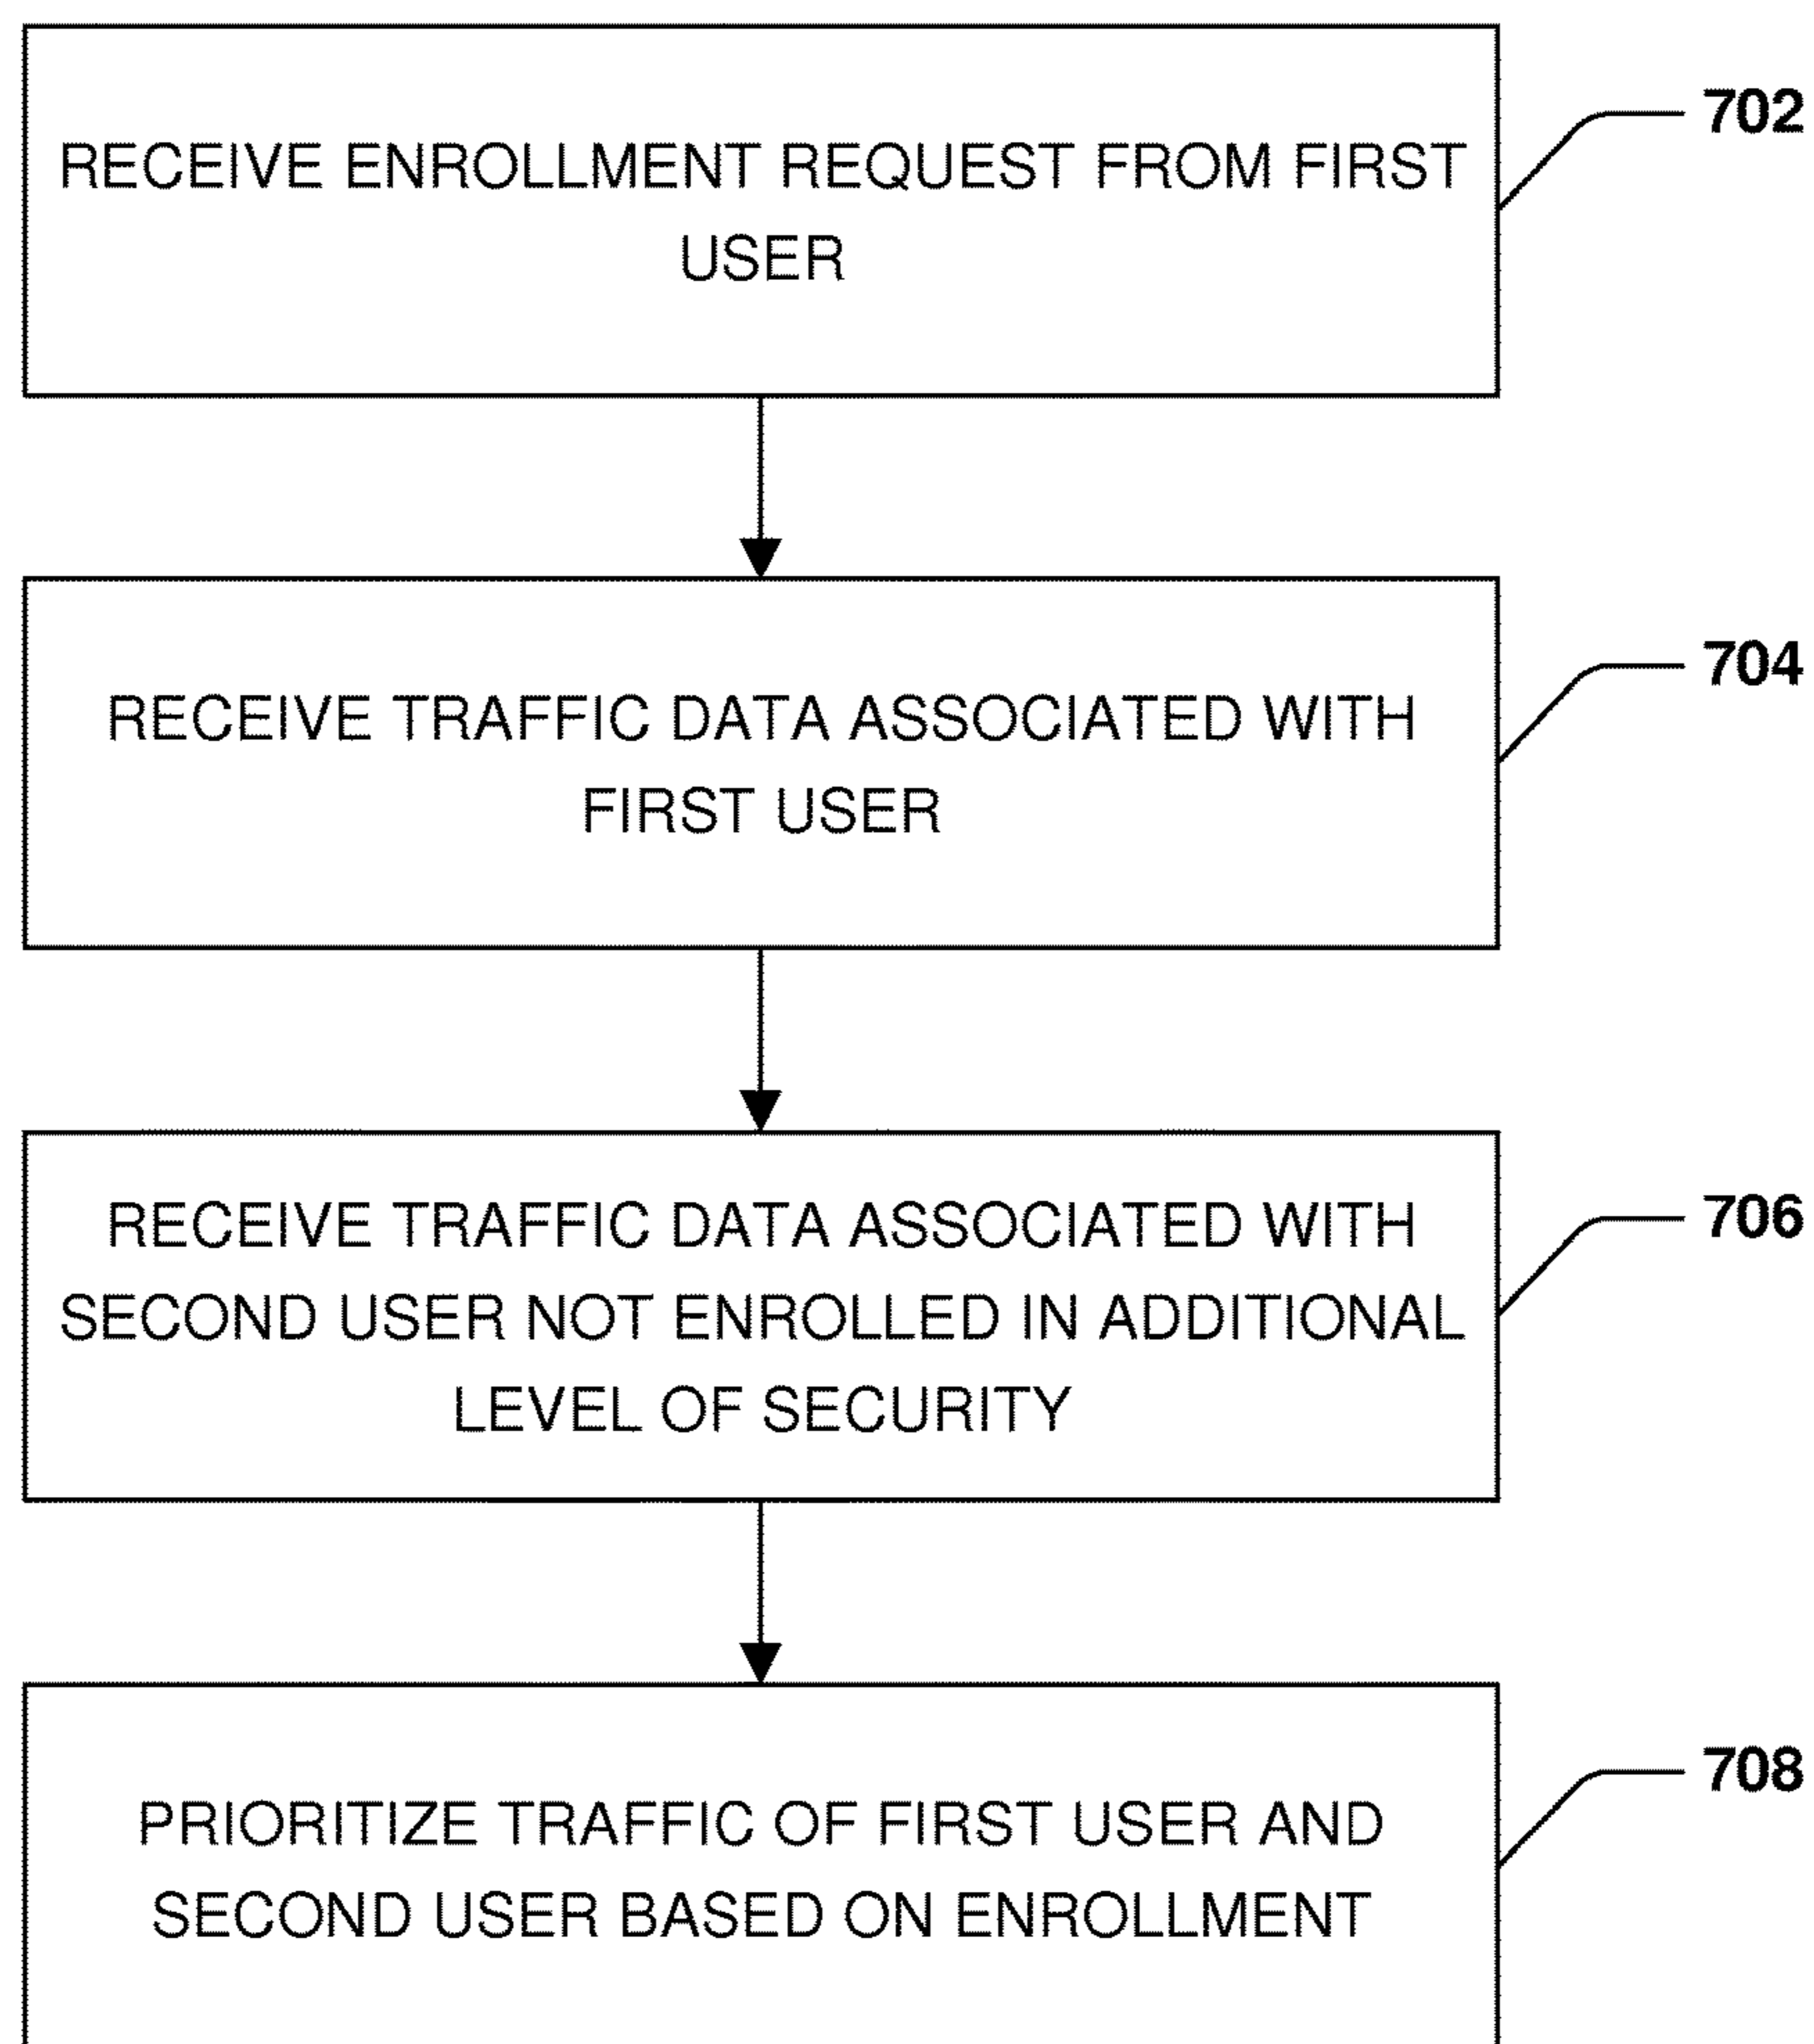 RECEIVE ENROLLMENT REQUEST FROM FIRST
USER
702
RECEIVE TRAFFIC DATA ASSOCIATED WITH
FIRST USER
704
RECEIVE TRAFFIC DATA ASSOCIATED WITH
SECOND USER NOT ENROLLED IN ADDITIONAL
LEVEL OF SECURITY
706
PRIORITIZE TRAFFIC OF FIRST USER AND
SECOND USER BASED ON ENROLLMENT
708